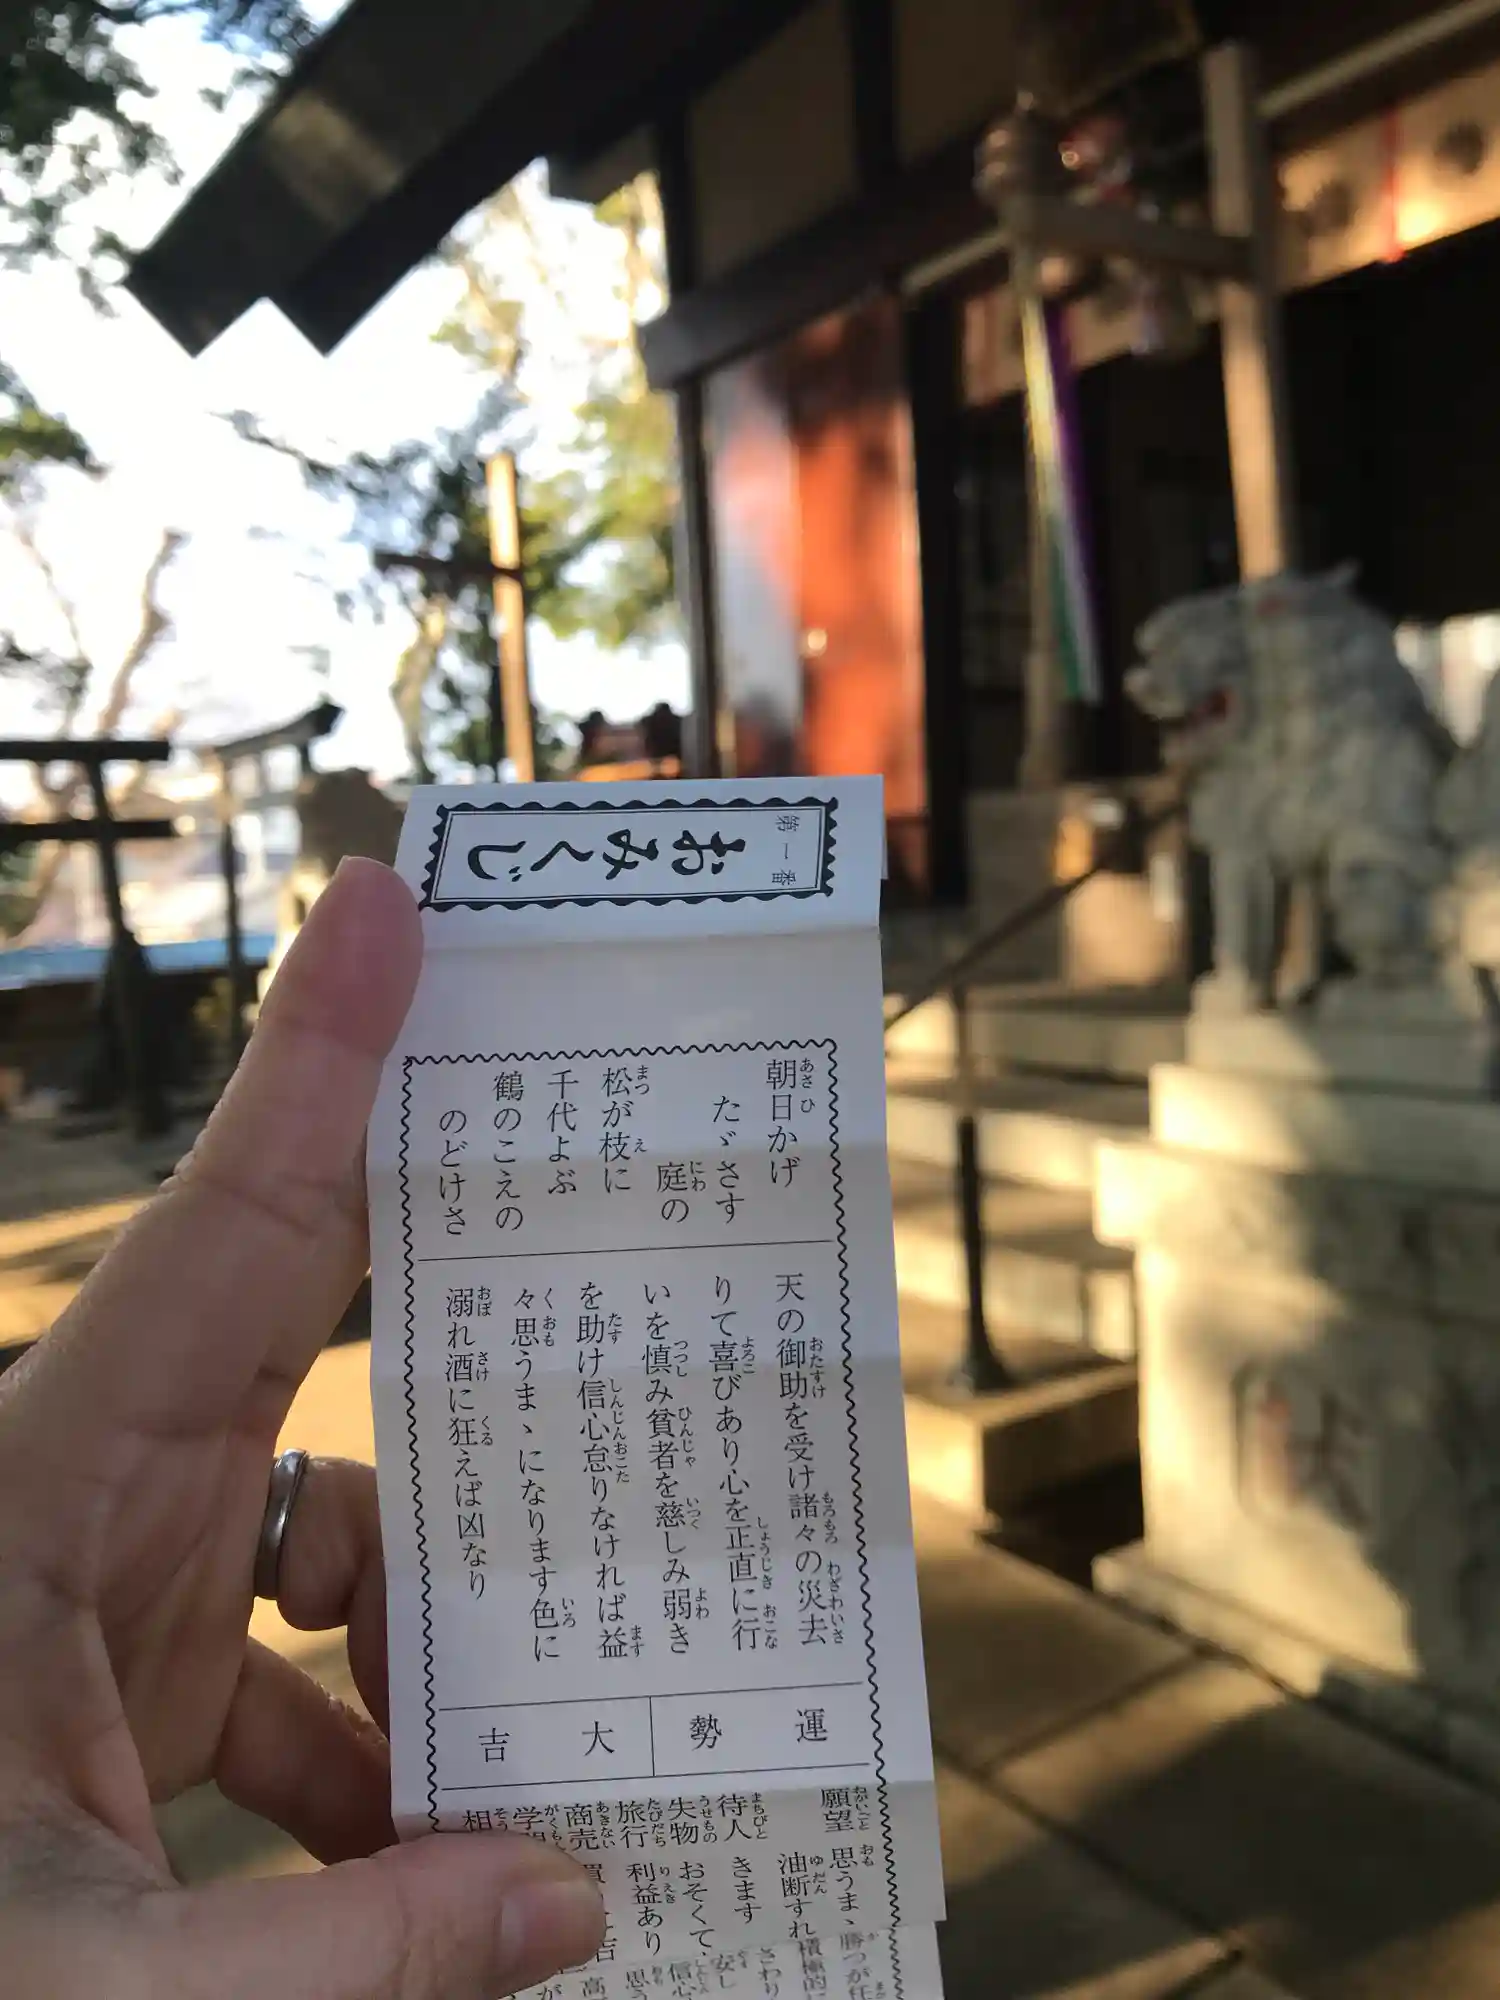 第一番
おみくじ
朝日かげ
たゞさす
庭の
松が枝に
千代よぶ
鶴のこえの
のどけさ
天の御助を受け諸々の災去
りて喜びあり心を正直に行
いを慎み貧者を慈しみ弱き
を助け信心怠りなければ益
々思うまゝになります色に
溺れ酒に狂えば凶なり
運勢
大吉
願望 思うまゝ
油断すれ
待人 きます
失物 おそくて、
旅行 利益あり
商売
学
相